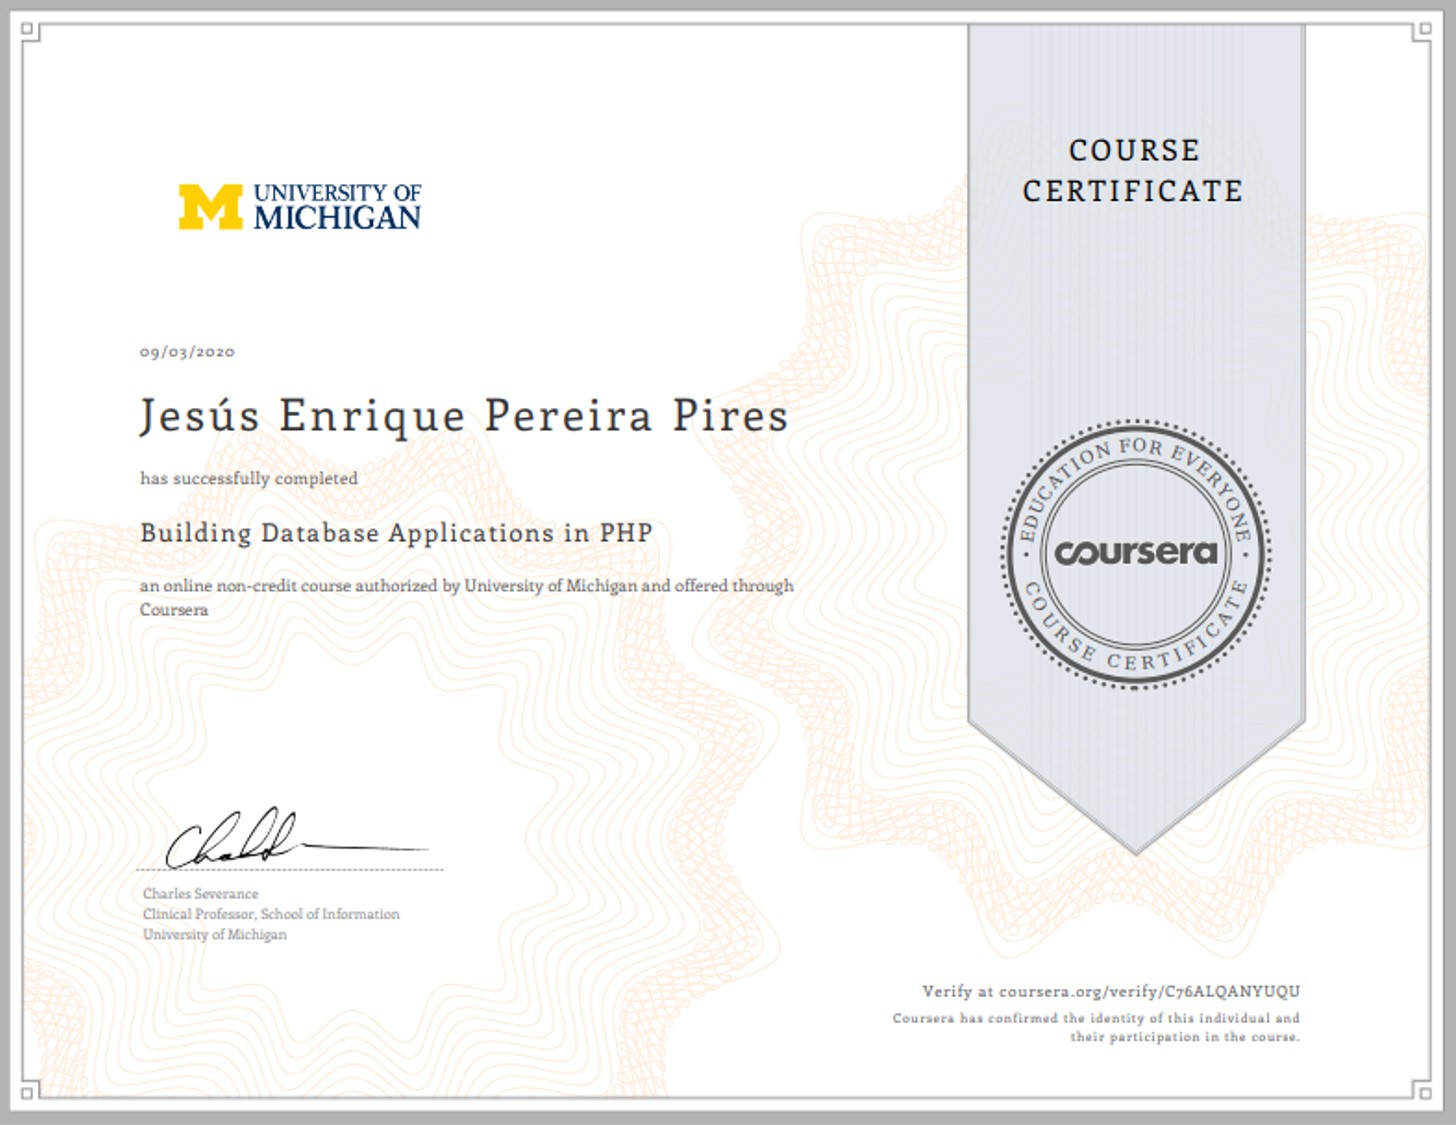 UNIVERSITY OF
MICHIGAN
09/03/2020
Jesús Enrique Pereira Pires
has successfully completed
Building Database Applications in PHP
an online non-credit course authorized by University of Michigan and offered through
Coursera
Charles Severance
Clinical Professor, School of Information
University of Michigan
COURSE
CERTIFICATE
EDUCATION FOR EVERYONE
coursera
COURSE CERTIFICATE
Verify at coursera.org/verify/C76ALQANYUQU
Coursera has confirmed the identity of this individual and
their participation in the course.